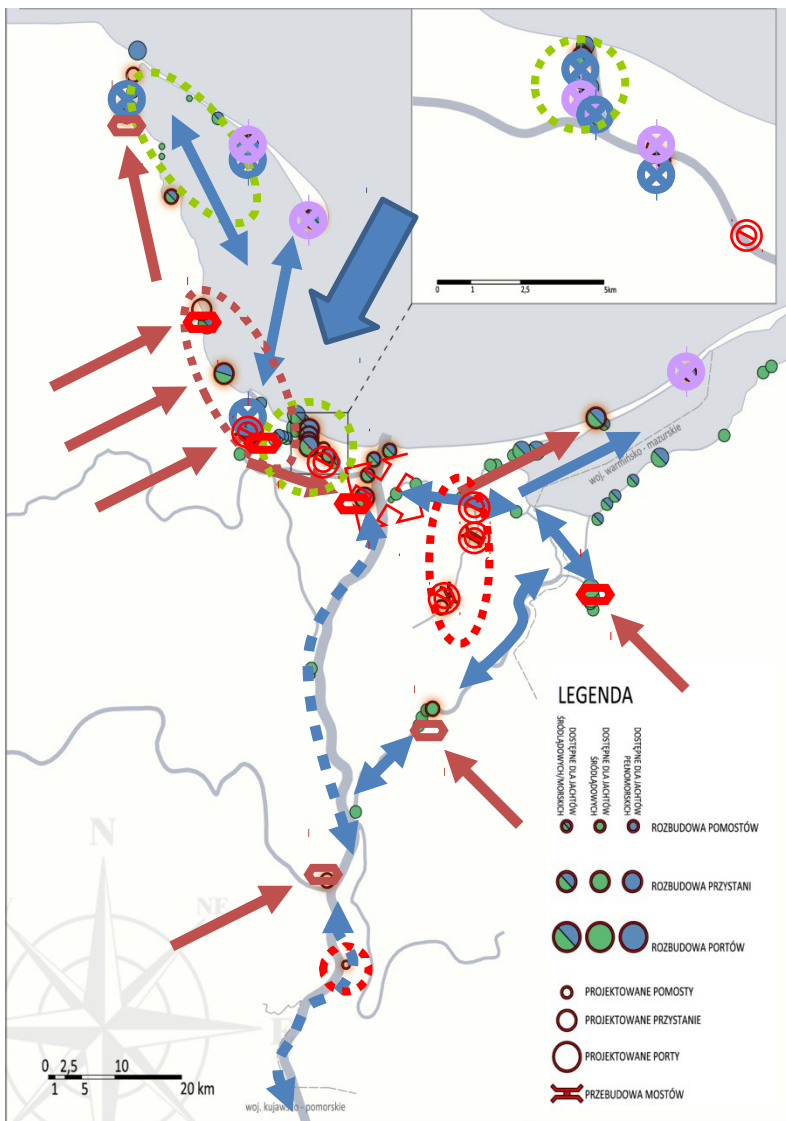 0
1
2,5
5km
woj. warmińsko - mazurskie
LEGENDA
DOSTĘPNE DLA JACHTÓW
ŚRÓDLĄDOWYCH/MORSKICH
DOSTĘPNE DLA JACHTÓW
ŚRÓDLĄDOWYCH
DOSTĘPNE DLA JACHTÓW
PEŁNOMORSKICH
ROZBUDOWA POMOSTÓW
ROZBUDOWA PRZYSTANI
ROZBUDOWA PORTÓW
PROJEKTOWANE POMOSTY
PROJEKTOWANE PRZYSTANIE
PROJEKTOWANE PORTY
PRZEBUDOWA MOSTÓW
N
NE
E
0 2,5 10
1 5 20 km
woj. kujawsko - pomorskie